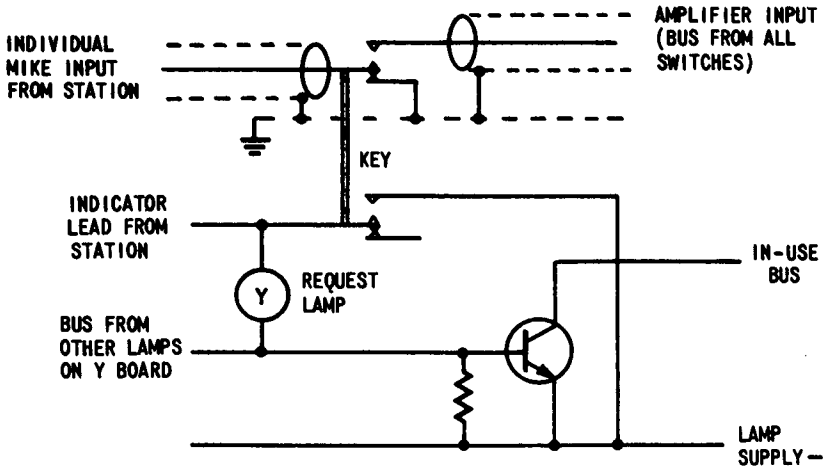 INDIVIDUAL
MIKE INPUT
FROM STATION
AMPLIFIER INPUT
(BUS FROM ALL
SWITCHES)
KEY
INDICATOR
LEAD FROM
STATION
Y
REQUEST
LAMP
IN-USE
BUS
BUS FROM
OTHER LAMPS
ON Y BOARD
LAMP
SUPPLY —